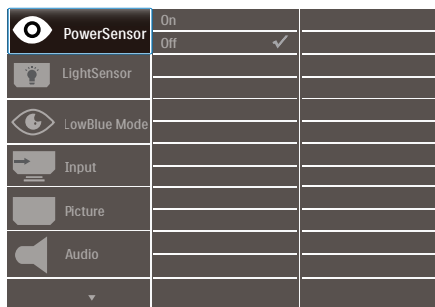 PowerSensor
On
Off
LightSensor
LowBlue Mode
Input
Picture
Audio